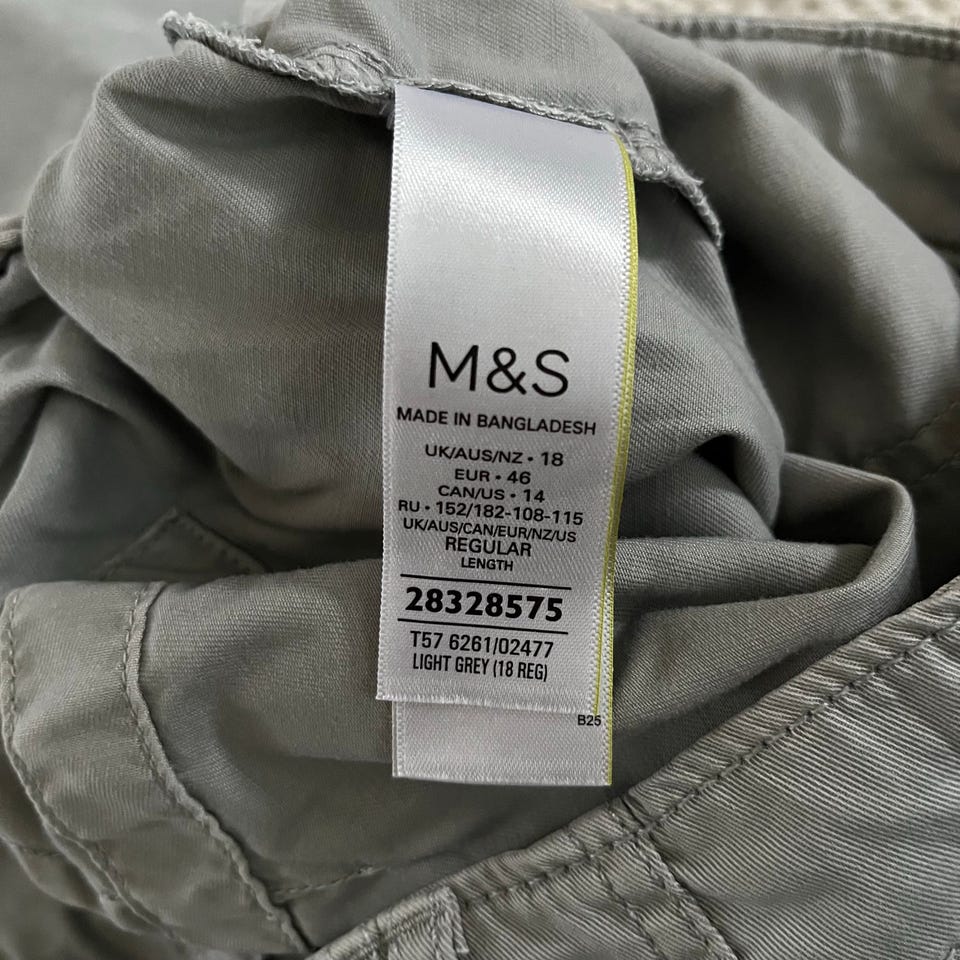 M&S
MADE IN BANGLADESH
UK/AUS/NZ • 18
EUR • 46
CAN/US • 14
RU • 152/182-108-115
UK/AUS/CAN/EUR/NZ/US
REGULAR
LENGTH
28328575
T57 6261/02477
LIGHT GREY (18 REG)
B25